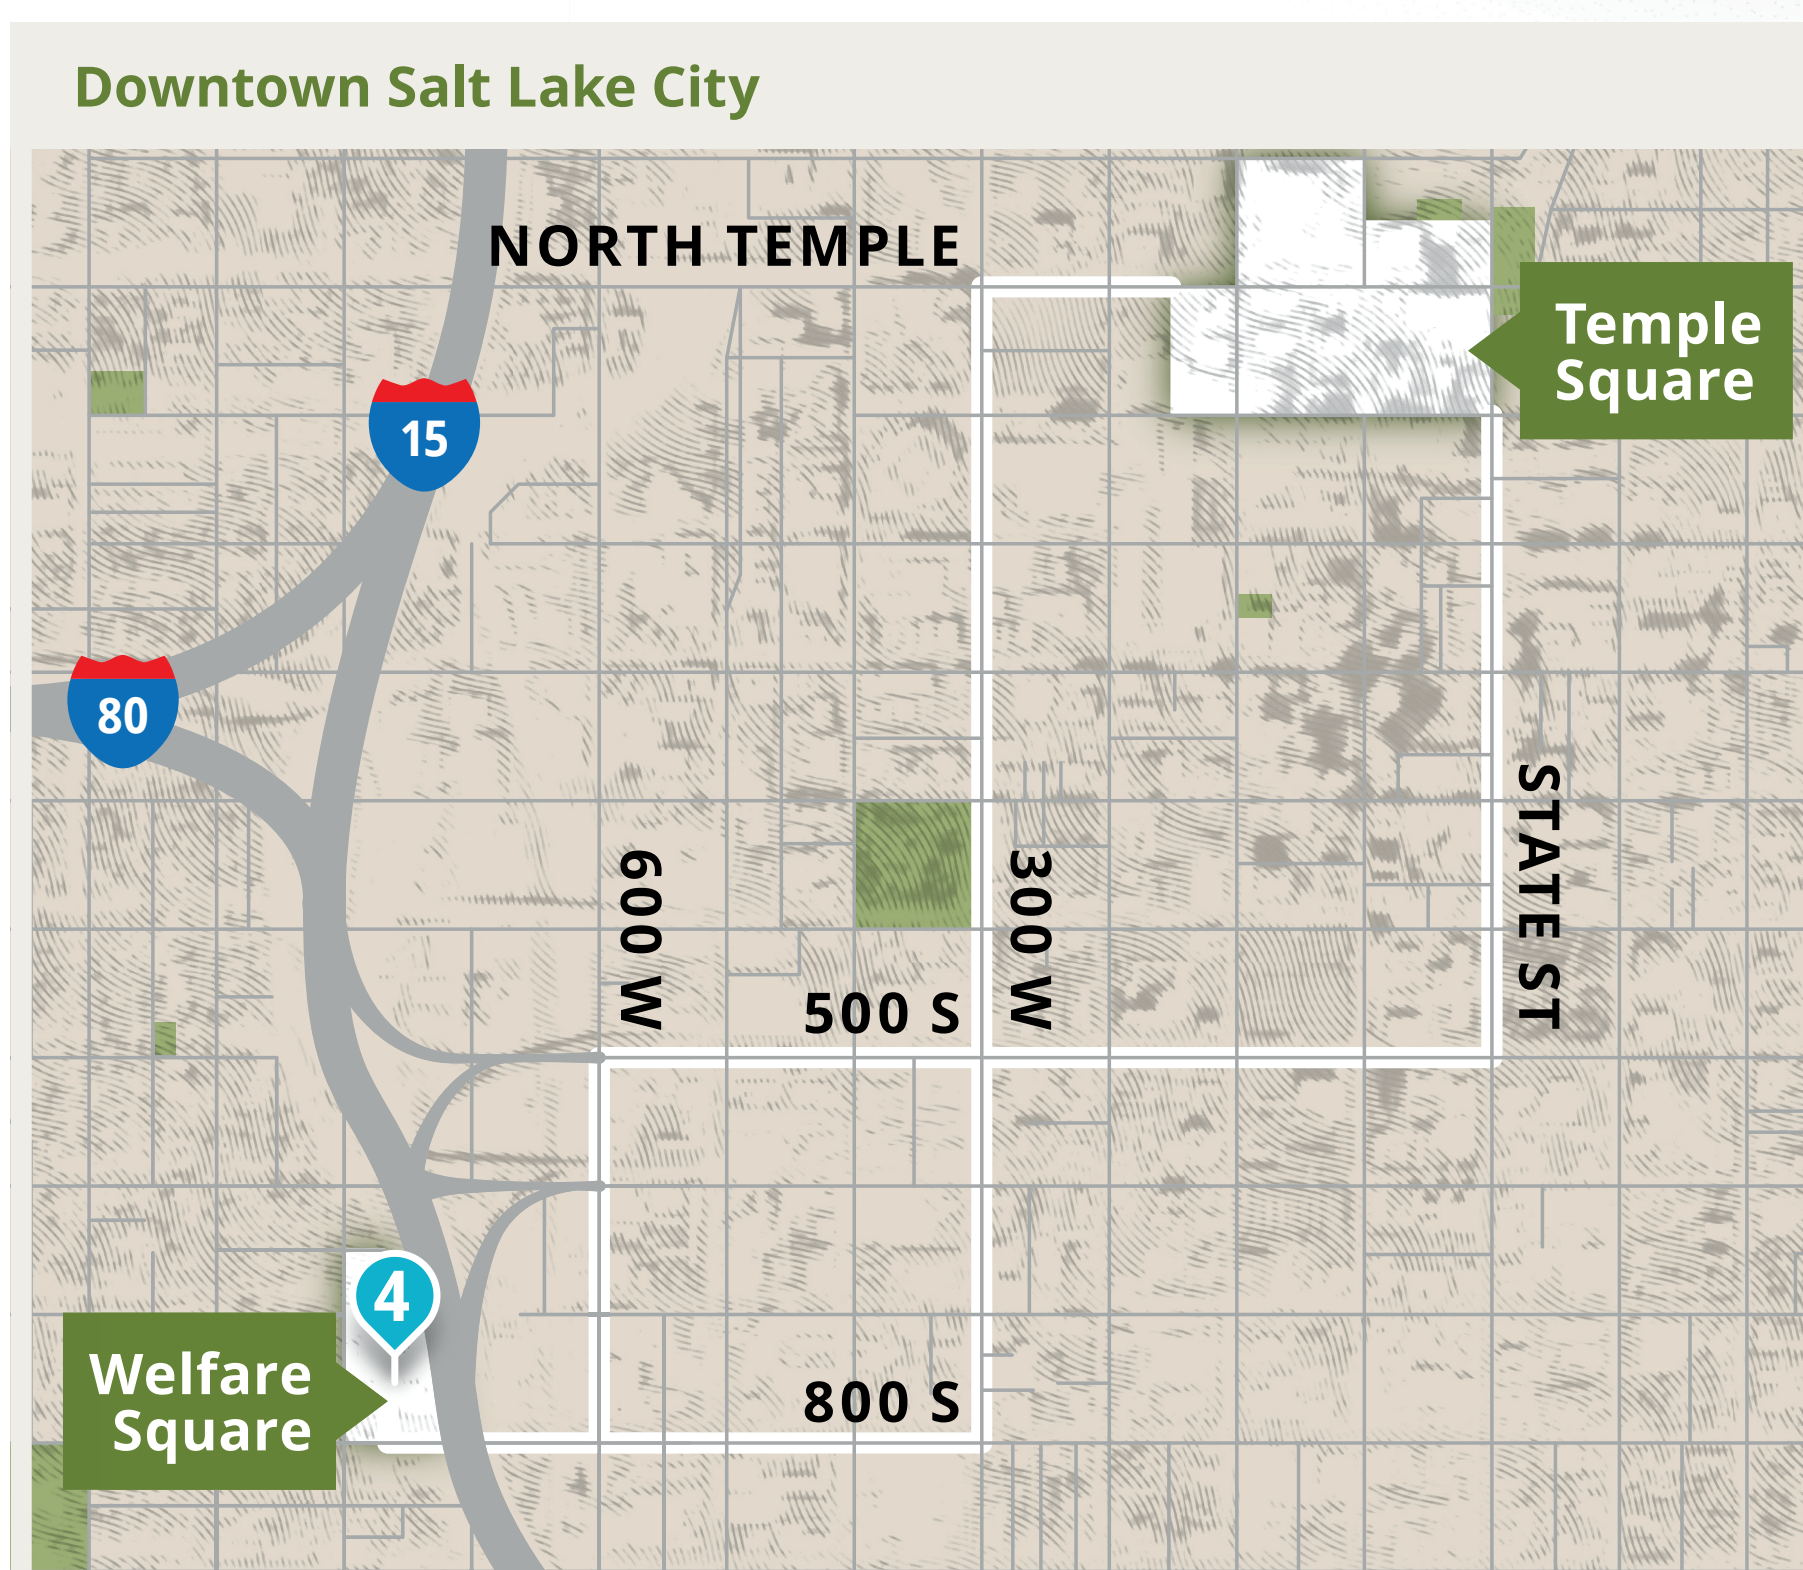 Downtown Salt Lake City
NORTH TEMPLE
Temple
Square
15
80
STATE ST
600 W
300 W
500 S
4
Welfare
Square
800 S